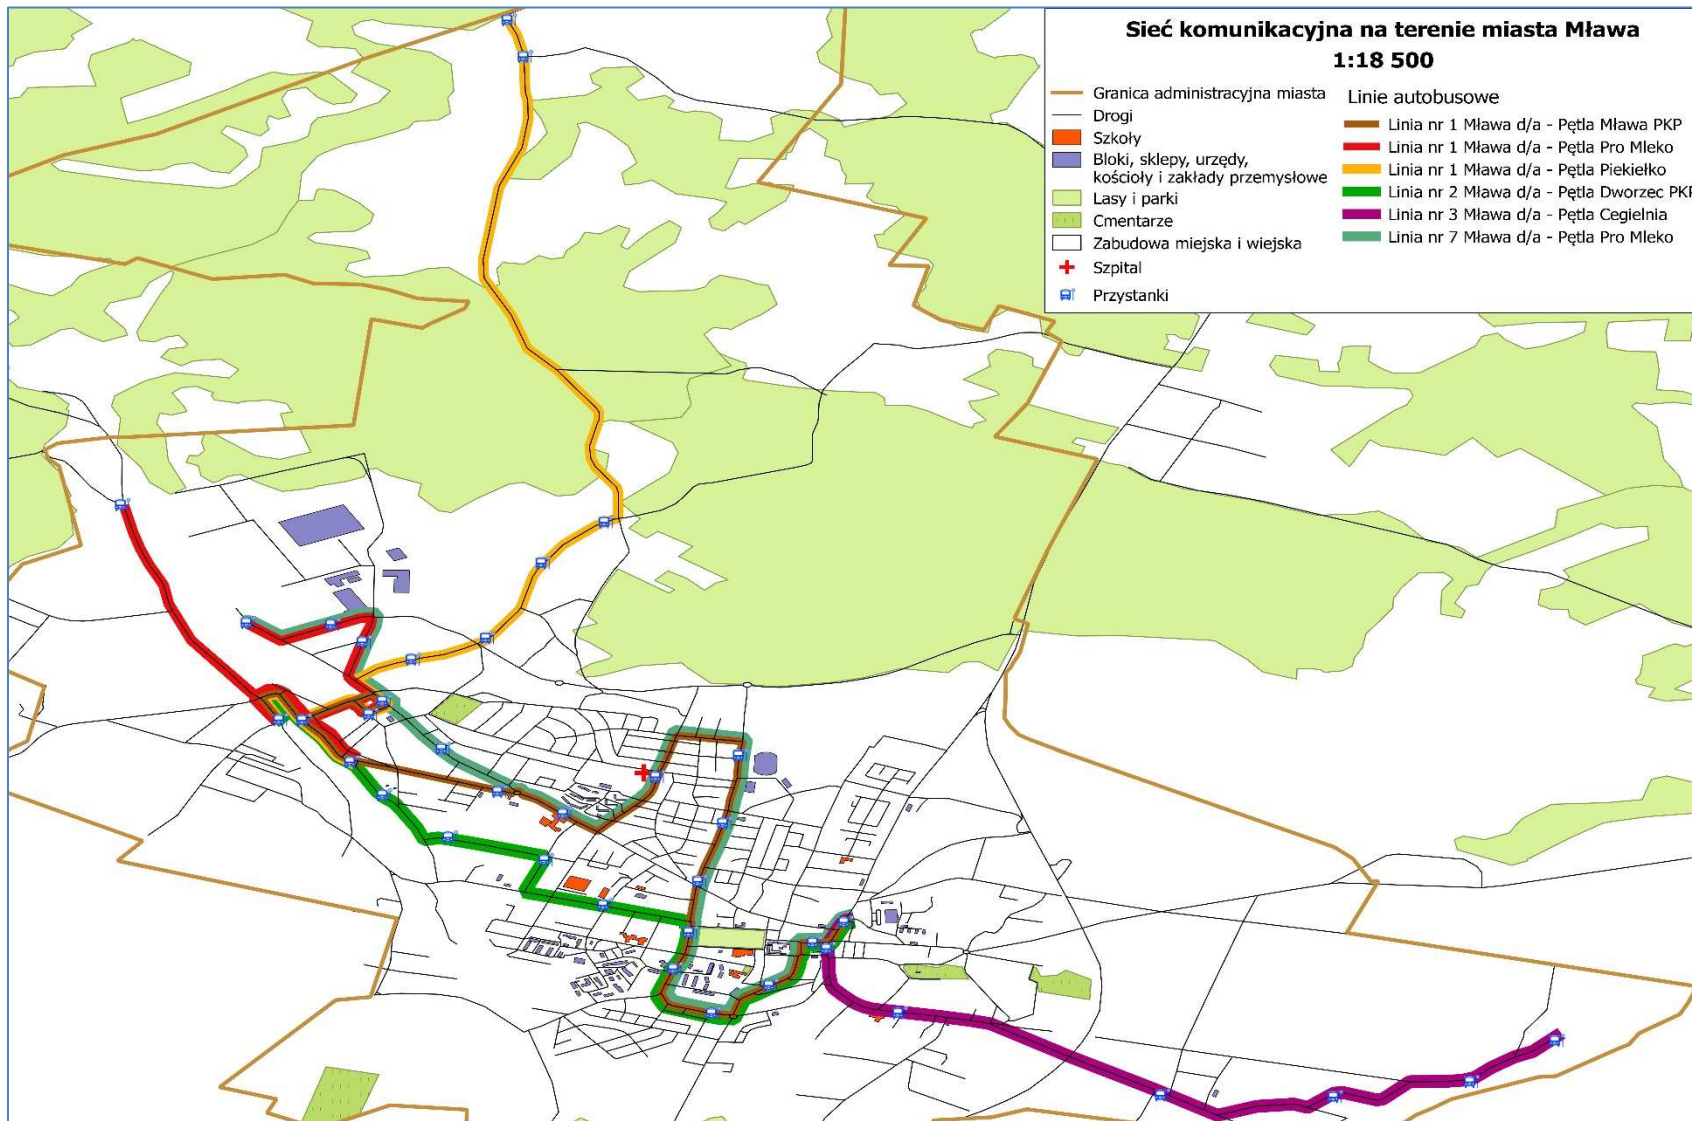 Sieć komunikacyjna na terenie miasta Mława
1:18 500
Granica administracyjna miasta
Drogi
Szkoły
Bloki, sklepy, urzędy,
kościoły i zakłady przemysłowe
Lasy i parki
Cmentarze
Zabudowa miejska i wiejska
Szpital
Przystanki
Linie autobusowe
Linia nr 1 Mława d/a - Pętla Mława PKP
Linia nr 1 Mława d/a - Pętla Pro Mleko
Linia nr 1 Mława d/a - Pętla Piekiełko
Linia nr 2 Mława d/a - Pętla Dworzec PKP
Linia nr 3 Mława d/a - Pętla Cegielnia
Linia nr 7 Mława d/a - Pętla Pro Mleko